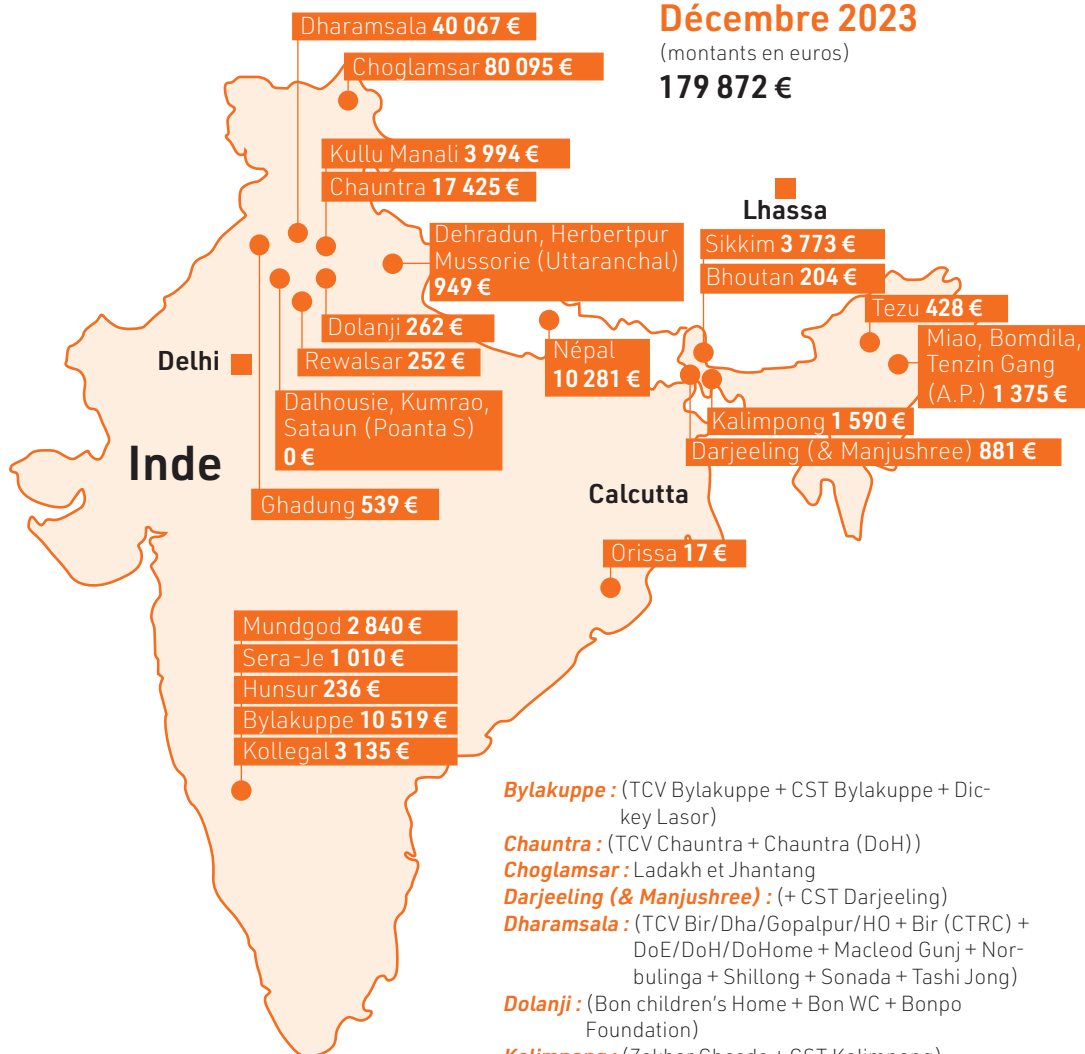 Décembre 2023
(montants en euros)
179 872 €
Dharamsala 40 067 €
Choglamsar 80 095 €
Kullu Manali 3 994 €
Chauntra 17 425 €
Lhassa
Dehradun, Herbertpur
Mussorie (Uttaranchal)
949 €
Sikkim 3 773 €
Bhoutan 204 €
Tezu 428 €
Dolanji 262 €
Rewalsar 252 €
Népal
10 281 €
Miao, Bomdila,
Tenzin Gang
(A.P.) 1 375 €
Delhi
Dalhousie, Kumrao,
Sataun (Poanta S)
0 €
Kalimpong 1 590 €
Darjeeling (& Manjushree) 881 €
Inde
Ghadung 539 €
Calcutta
Orissa 17 €
Mundgod 2 840 €
Sera-Je 1 010 €
Hunsur 236 €
Bylakuppe 10 519 €
Kollegal 3 135 €
Bylakuppe : (TCV Bylakuppe + CST Bylakuppe + Dic-
key Lasor)
Chauntra : (TCV Chauntra + Chauntra (DoH))
Choglamsar : Ladakh et Jhantang
Darjeeling (& Manjushree) : (+ CST Darjeeling)
Dharamsala : (TCV Bir/Dha/Gopalpur/HO + Bir (CTRC) +
DoE/DoH/DoHome + Macleod Gunj + Nor-
bulinga + Shillong + Sonada + Tashi Jong)
Dolanji : (Bon children's Home + Bon WC + Bonpo
Foundation)